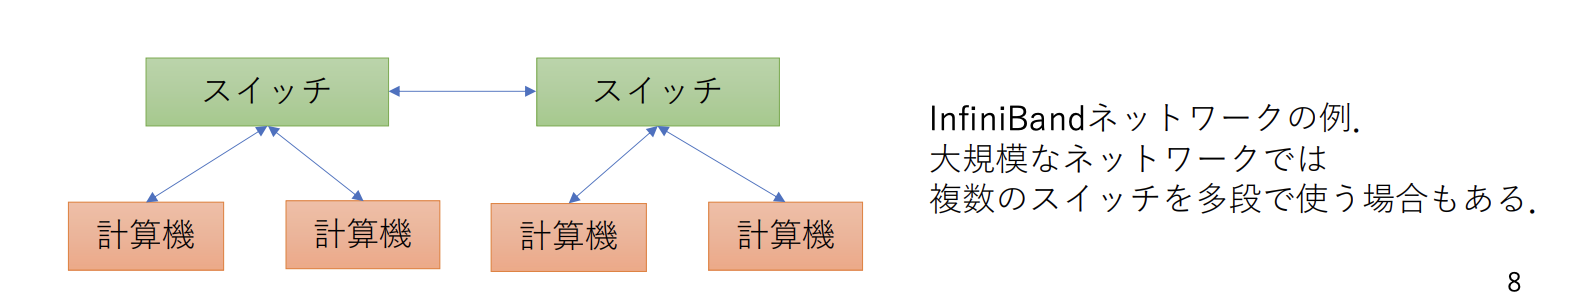 スイッチ
スイッチ
計算機
計算機
計算機
計算機
InfiniBandネットワークの例.
大規模なネットワークでは
複数のスイッチを多段で使う場合もある.
8